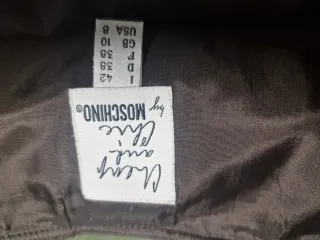 Cheap
and
Chic
by
MOSCHINO®
I 42
D 38
F 38
GB 10
USA 8